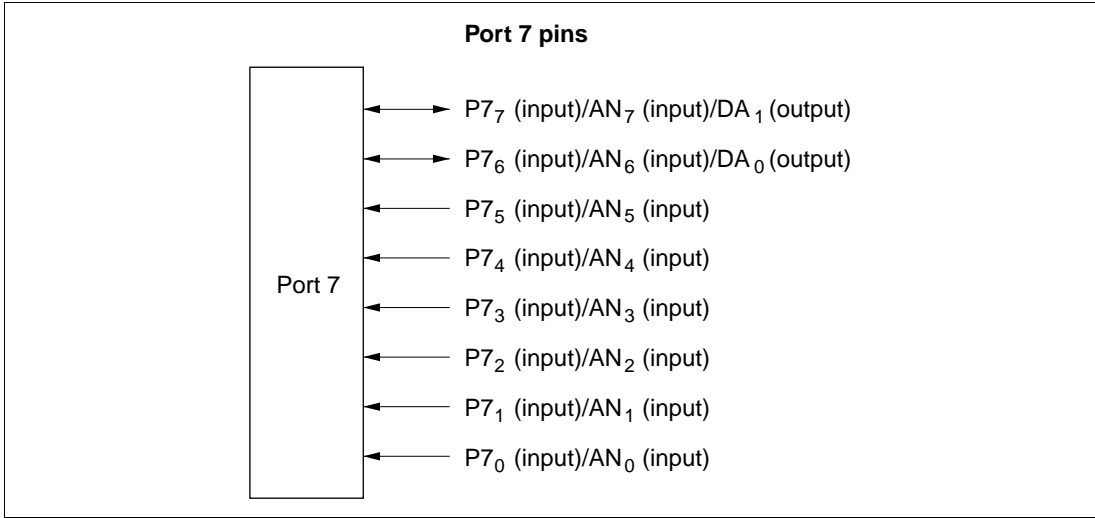 Port 7 pins
P7₇ (input)/AN₇ (input)/DA₁ (output)
P7₆ (input)/AN₆ (input)/DA₀ (output)
P7₅ (input)/AN₅ (input)
P7₄ (input)/AN₄ (input)
Port 7
P7₃ (input)/AN₃ (input)
P7₂ (input)/AN₂ (input)
P7₁ (input)/AN₁ (input)
P7₀ (input)/AN₀ (input)